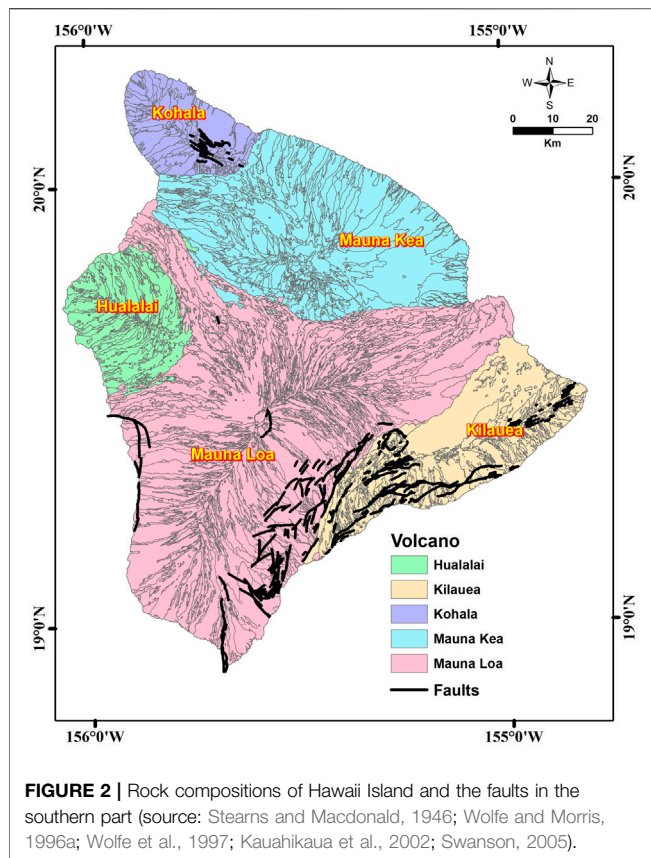 156°0'W 155°0'W
N
W E
S
0 10 20
Km
Kohala
20°0'N 20°0'N
Mauna Kea
Hualalai
Kilauea
Mauna Loa
Volcano
Hualalai
Kilauea
Kohala
Mauna Kea
Mauna Loa
Faults
19°0'N 19°0'N
156°0'W 155°0'W
FIGURE 2 | Rock compositions of Hawaii Island and the faults in the
southern part (source: Stearns and Macdonald, 1946; Wolfe and Morris,
1996a; Wolfe et al., 1997; Kauahikaua et al., 2002; Swanson, 2005).